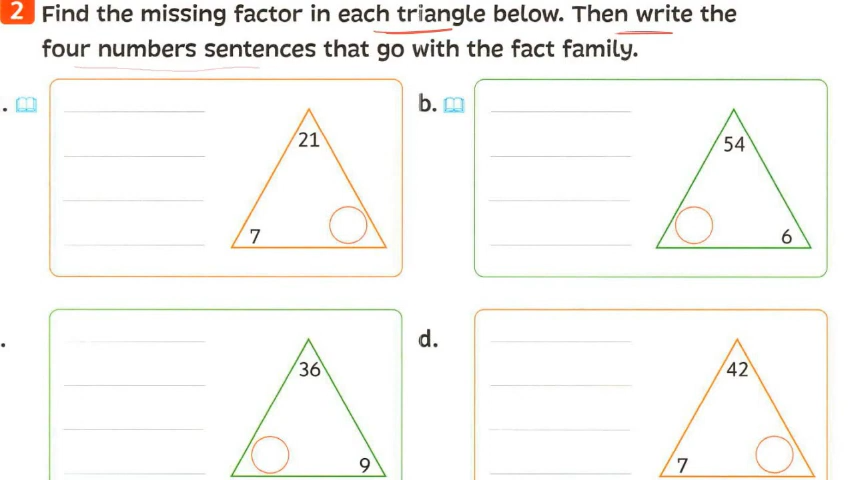 2 Find the missing factor in each triangle below. Then write the
four numbers sentences that go with the fact family.
. b.
21
7
54
6
. d.
36
9
42
7